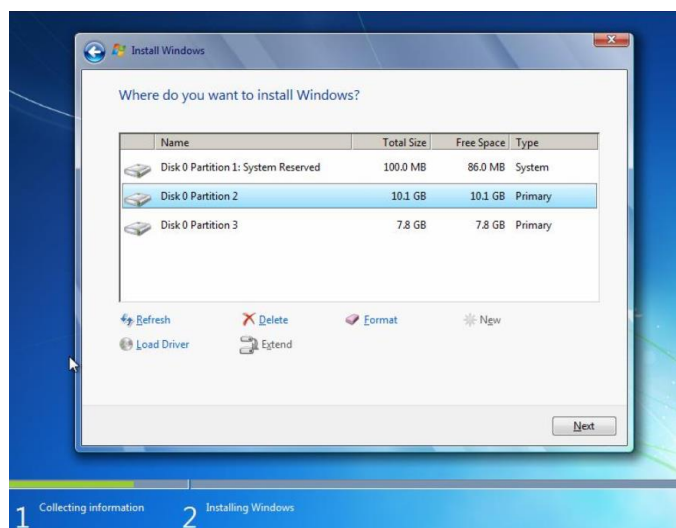 Install Windows
Where do you want to install Windows?
Name Total Size Free Space Type
Disk 0 Partition 1: System Reserved 100.0 MB 86.0 MB System
Disk 0 Partition 2 10.1 GB 10.1 GB Primary
Disk 0 Partition 3 7.8 GB 7.8 GB Primary
Refresh Delete Format New
Load Driver Extend
Next
1 Collecting information 2 Installing Windows